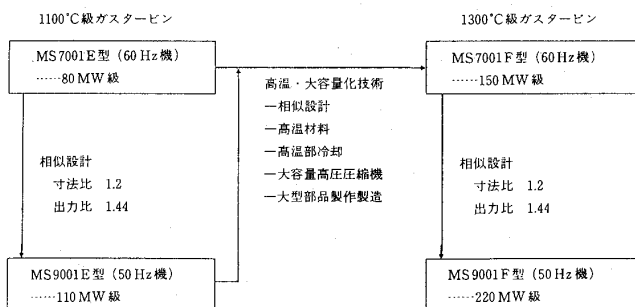 1100℃級ガスタービン
1300℃級ガスタービン
MS7001E型(60Hz機)
……80MW級
MS7001F型(60Hz機)
……150MW級
高温・大容量化技術
―相似設計
―高温材料
―高温部冷却
―大容量高圧圧縮機
―大型部品製作製造
相似設計
寸法比 1.2
出力比 1.44
相似設計
寸法比 1.2
出力比 1.44
MS9001E型(50Hz機)
……110MW級
MS9001F型(50Hz機)
……220MW級